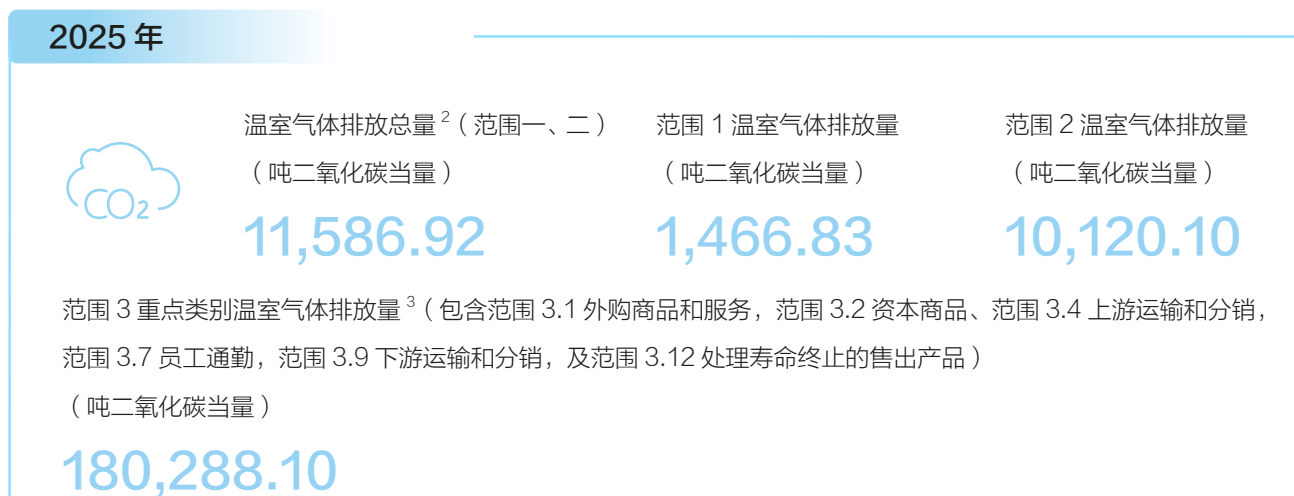 2025 年
温室气体排放总量2（范围一、二）
（吨二氧化碳当量）
11,586.92
范围 1 温室气体排放量
（吨二氧化碳当量）
1,466.83
范围 2 温室气体排放量
（吨二氧化碳当量）
10,120.10
CO2
范围 3 重点类别温室气体排放量3（包含范围 3.1 外购商品和服务，范围 3.2 资本商品、范围 3.4 上游运输和分销，
范围 3.7 员工通勤，范围 3.9 下游运输和分销，及范围 3.12 处理寿命终止的售出产品）
（吨二氧化碳当量）
180,288.10